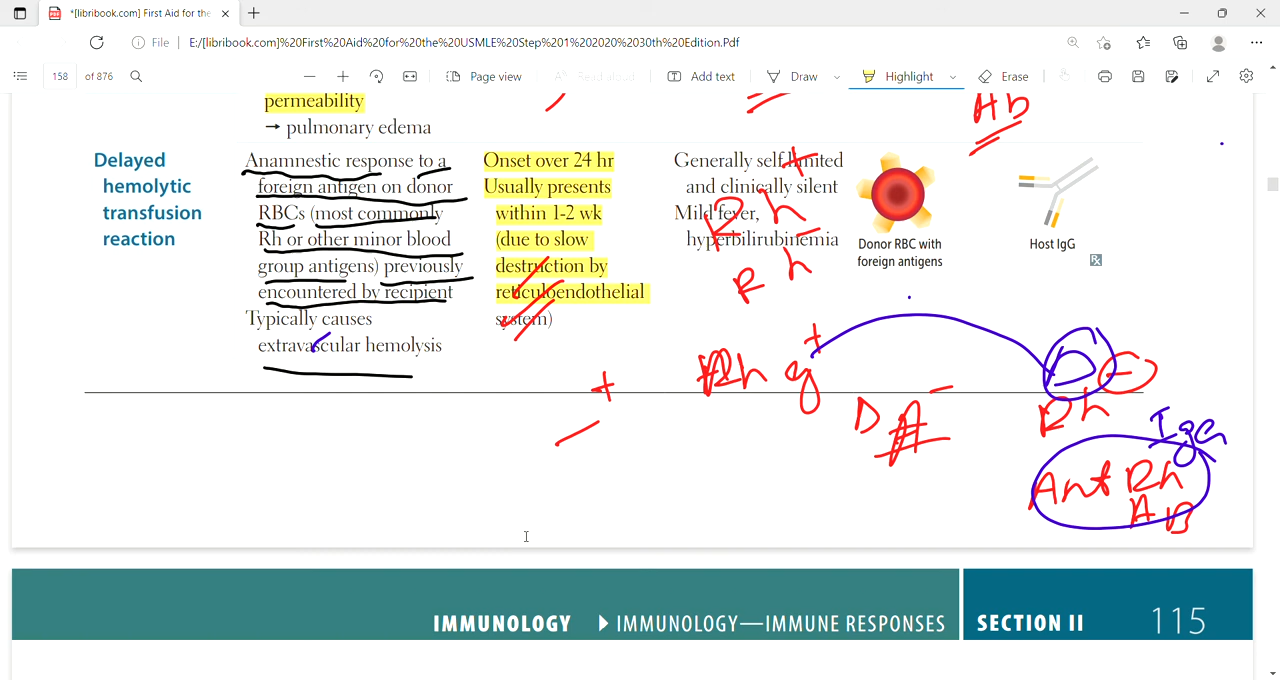 *[libribook.com] First Aid for the
File
E:/[libribook.com]%20First%20Aid%20for%20the%20USMLE%20Step%201%202020%2030th%20Edition.Pdf
158 of 876
Page view
Read aloud
Add text
Draw
Highlight
Erase
permeability
→ pulmonary edema
Ab
Delayed
hemolytic
transfusion
reaction
Anamnestic response to a
foreign antigen on donor
RBCs (most commonly
Rh or other minor blood
group antigens) previously
encountered by recipient
Typically causes
extravascular hemolysis
Onset over 24 hr
Usually presents
within 1-2 wk
(due to slow
destruction by
reticuloendothelial
system)
Generally self limited
and clinically silent
Mild fever,
hyperbilirubinemia
Rh +
Rh -
Donor RBC with
foreign antigens
Host IgG
Rx
+
-
Rh
+
D
-
Rh
Ant Rh
AB
IMMUNOLOGY ▶ IMMUNOLOGY—IMMUNE RESPONSES
SECTION II
115